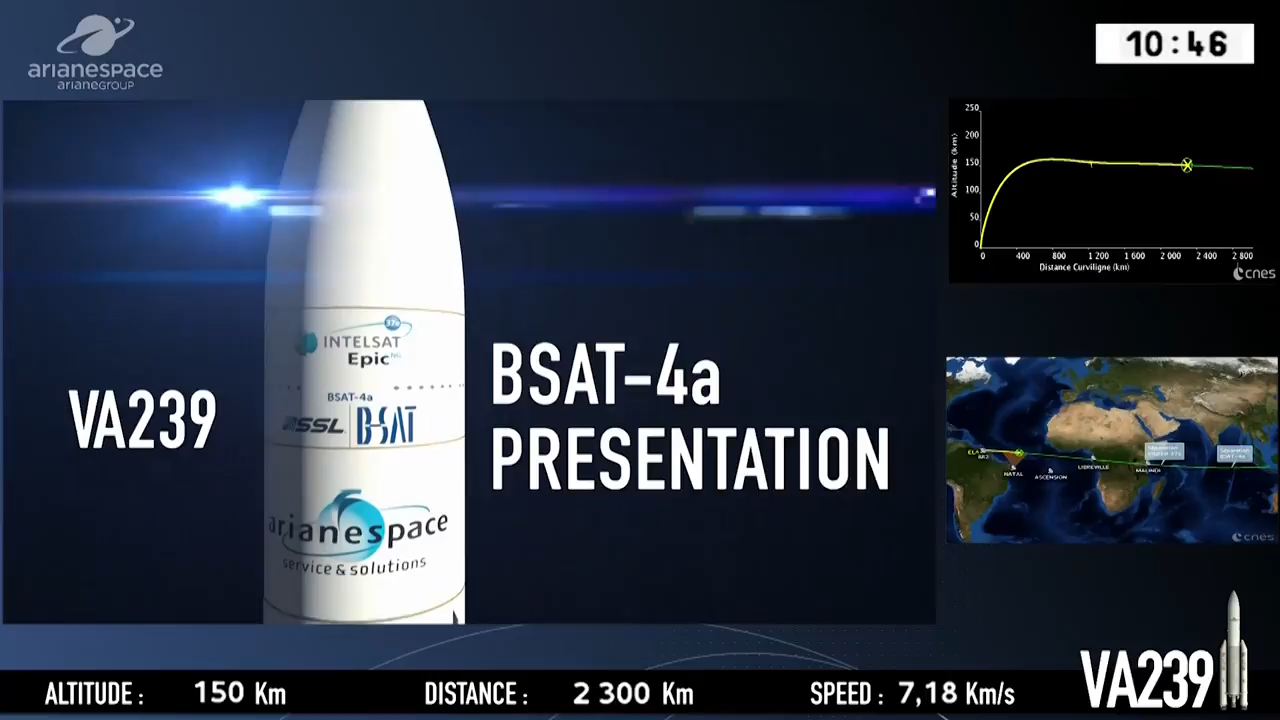 arianespace
arianeGROUP
10:46
VA239
37e
INTELSAT
Epic NG
BSAT-4a
SSL
B-SAT
arianespace
service & solutions
BSAT-4a
PRESENTATION
Altitude (km)
250
200
150
100
50
0
0 400 800 1 200 1 600 2 000 2 400 2 800
Distance Curviligne (km)
cnes
NATAL
ASCENSION
LIBREVILLE
MALINDI
cnes
VA239
ALTITUDE : 150 Km DISTANCE : 2 300 Km SPEED : 7,18 Km/s